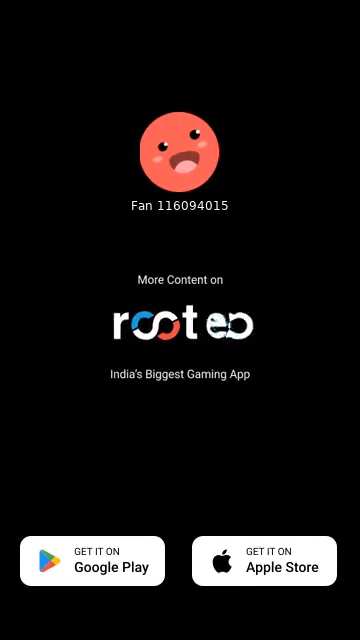 Fan 116094015
More Content on
India's Biggest Gaming App
GET IT ON
Google Play
GET IT ON
Apple Store